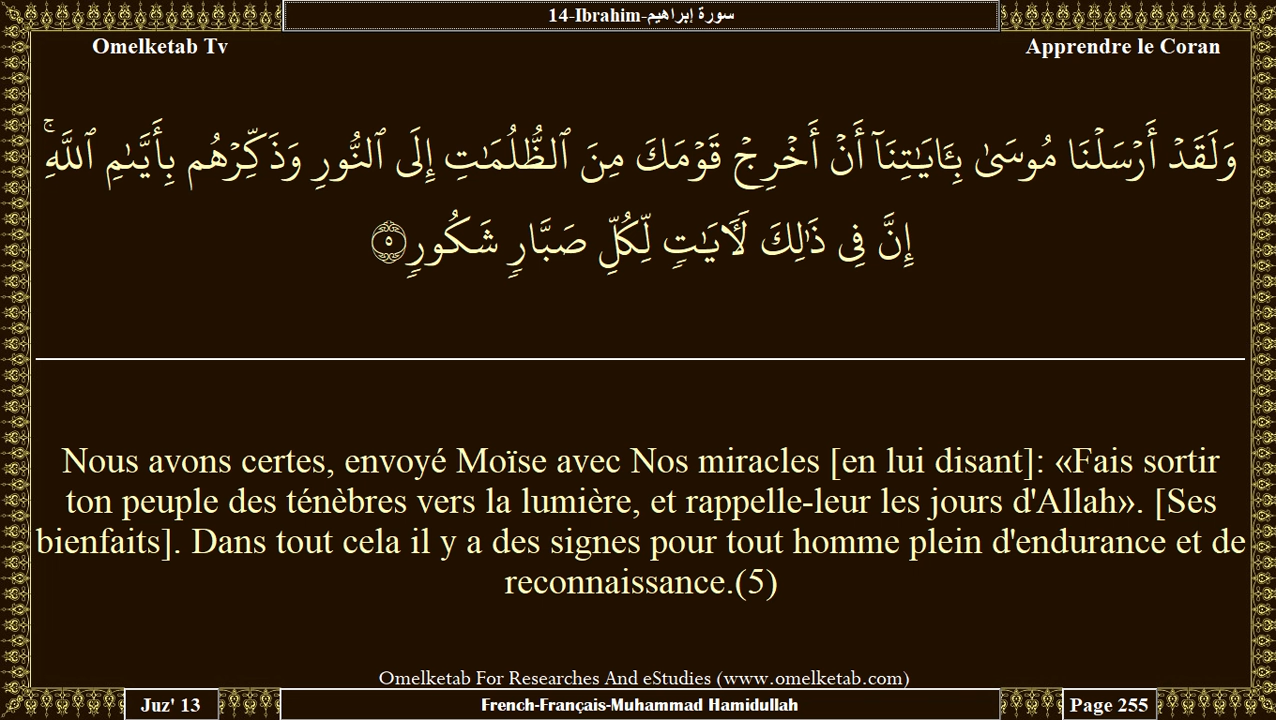 14-Ibrahim-سورة إبراهيم
Omelketab Tv
Apprendre le Coran
وَلَقَدْ أَرْسَلْنَا مُوسَىٰ بِـَٔايَـٰتِنَآ أَنْ أَخْرِجْ قَوْمَكَ مِنَ ٱلظُّلُمَـٰتِ إِلَى ٱلنُّورِ وَذَكِّرْهُم بِأَيَّىٰمِ ٱللَّهِ ۚ
إِنَّ فِى ذَٰلِكَ لَـَٔايَـٰتٍ لِّكُلِّ صَبَّارٍ شَكُورٍ ٥
Nous avons certes, envoyé Moïse avec Nos miracles [en lui disant]: «Fais sortir
ton peuple des ténèbres vers la lumière, et rappelle-leur les jours d'Allah». [Ses
bienfaits]. Dans tout cela il y a des signes pour tout homme plein d'endurance et de
reconnaissance.(5)
Omelketab For Researches And eStudies (www.omelketab.com)
Juz' 13
French-Français-Muhammad Hamidullah
Page 255